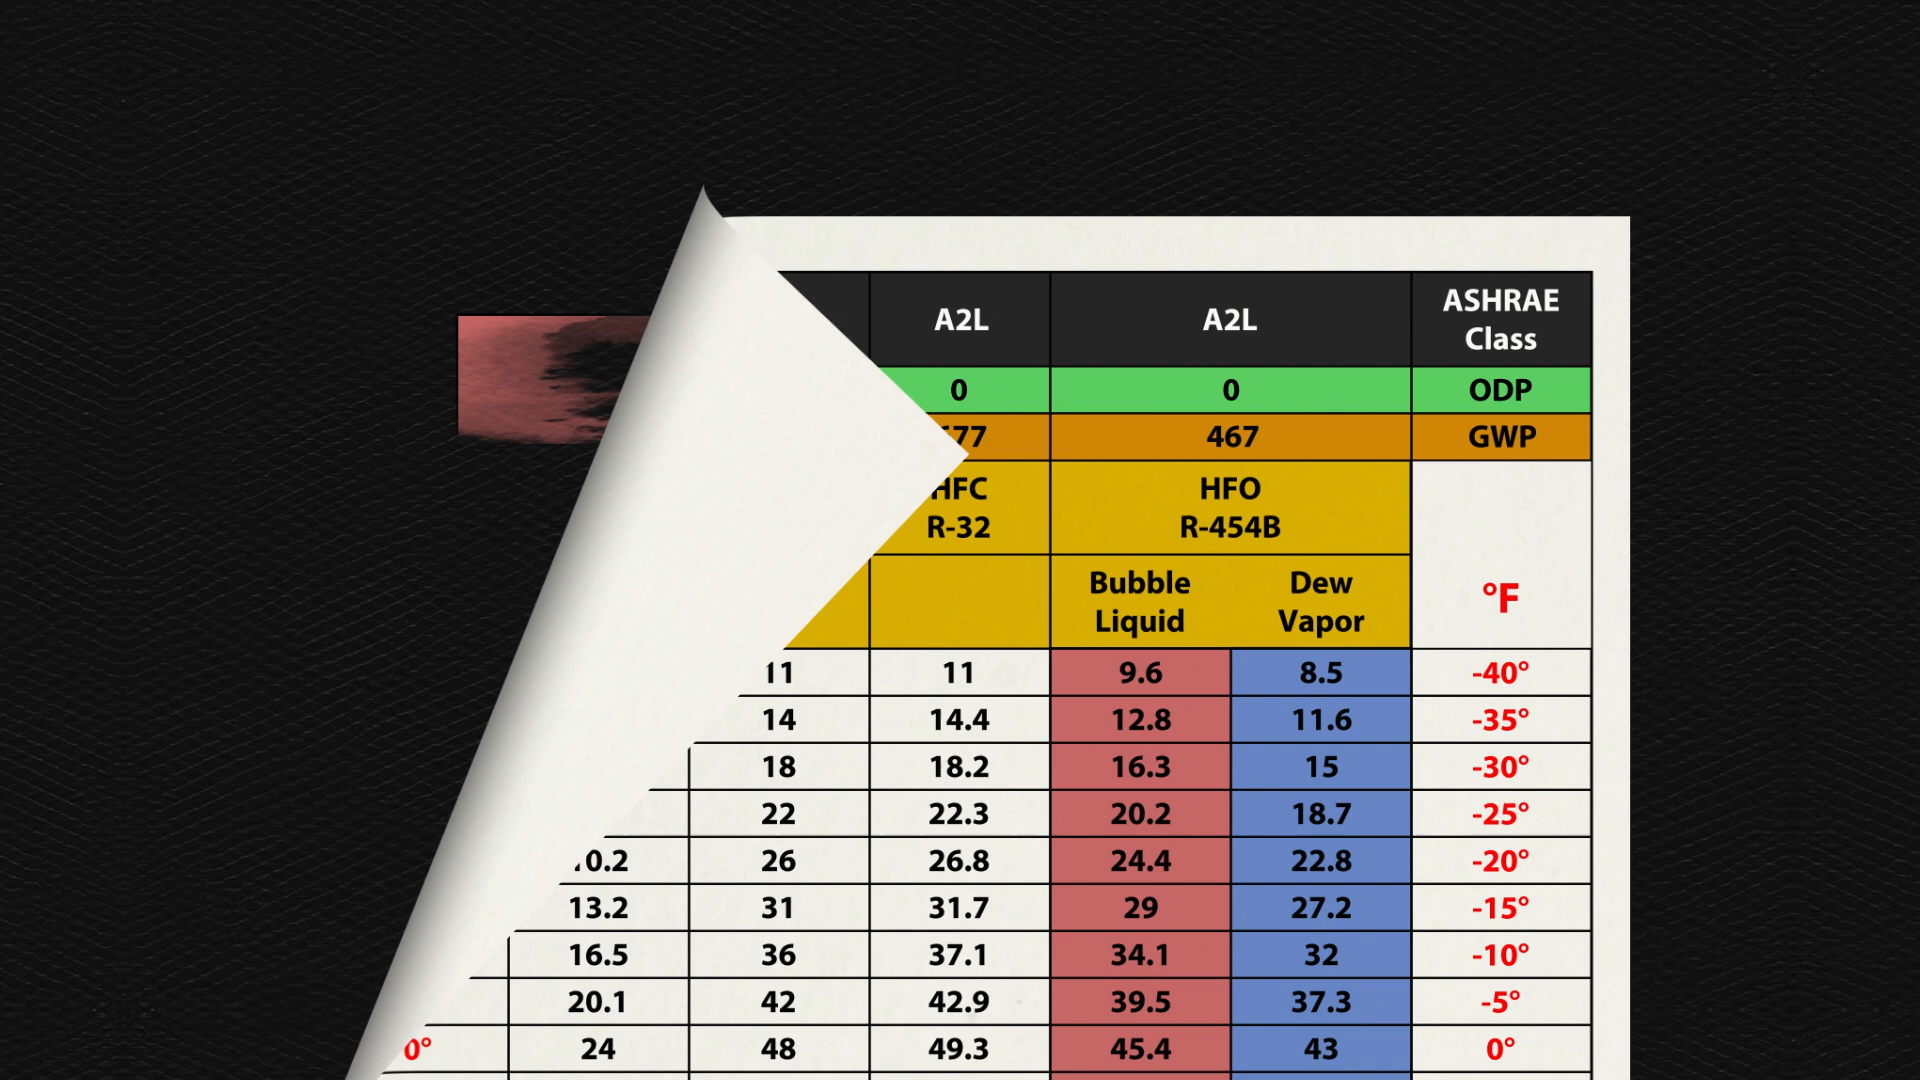 A2L A2L ASHRAE
Class
0 0 ODP
467 GWP
HFC HFO
R-32 R-454B
°F
Bubble Dew
Liquid Vapor
11 11 9.6 8.5 -40°
14 14.4 12.8 11.6 -35°
18 18.2 16.3 15 -30°
22 22.3 20.2 18.7 -25°
26 26.8 24.4 22.8 -20°
13.2 31 31.7 29 27.2 -15°
16.5 36 37.1 34.1 32 -10°
20.1 42 42.9 39.5 37.3 -5°
0° 24 48 49.3 45.4 43 0°